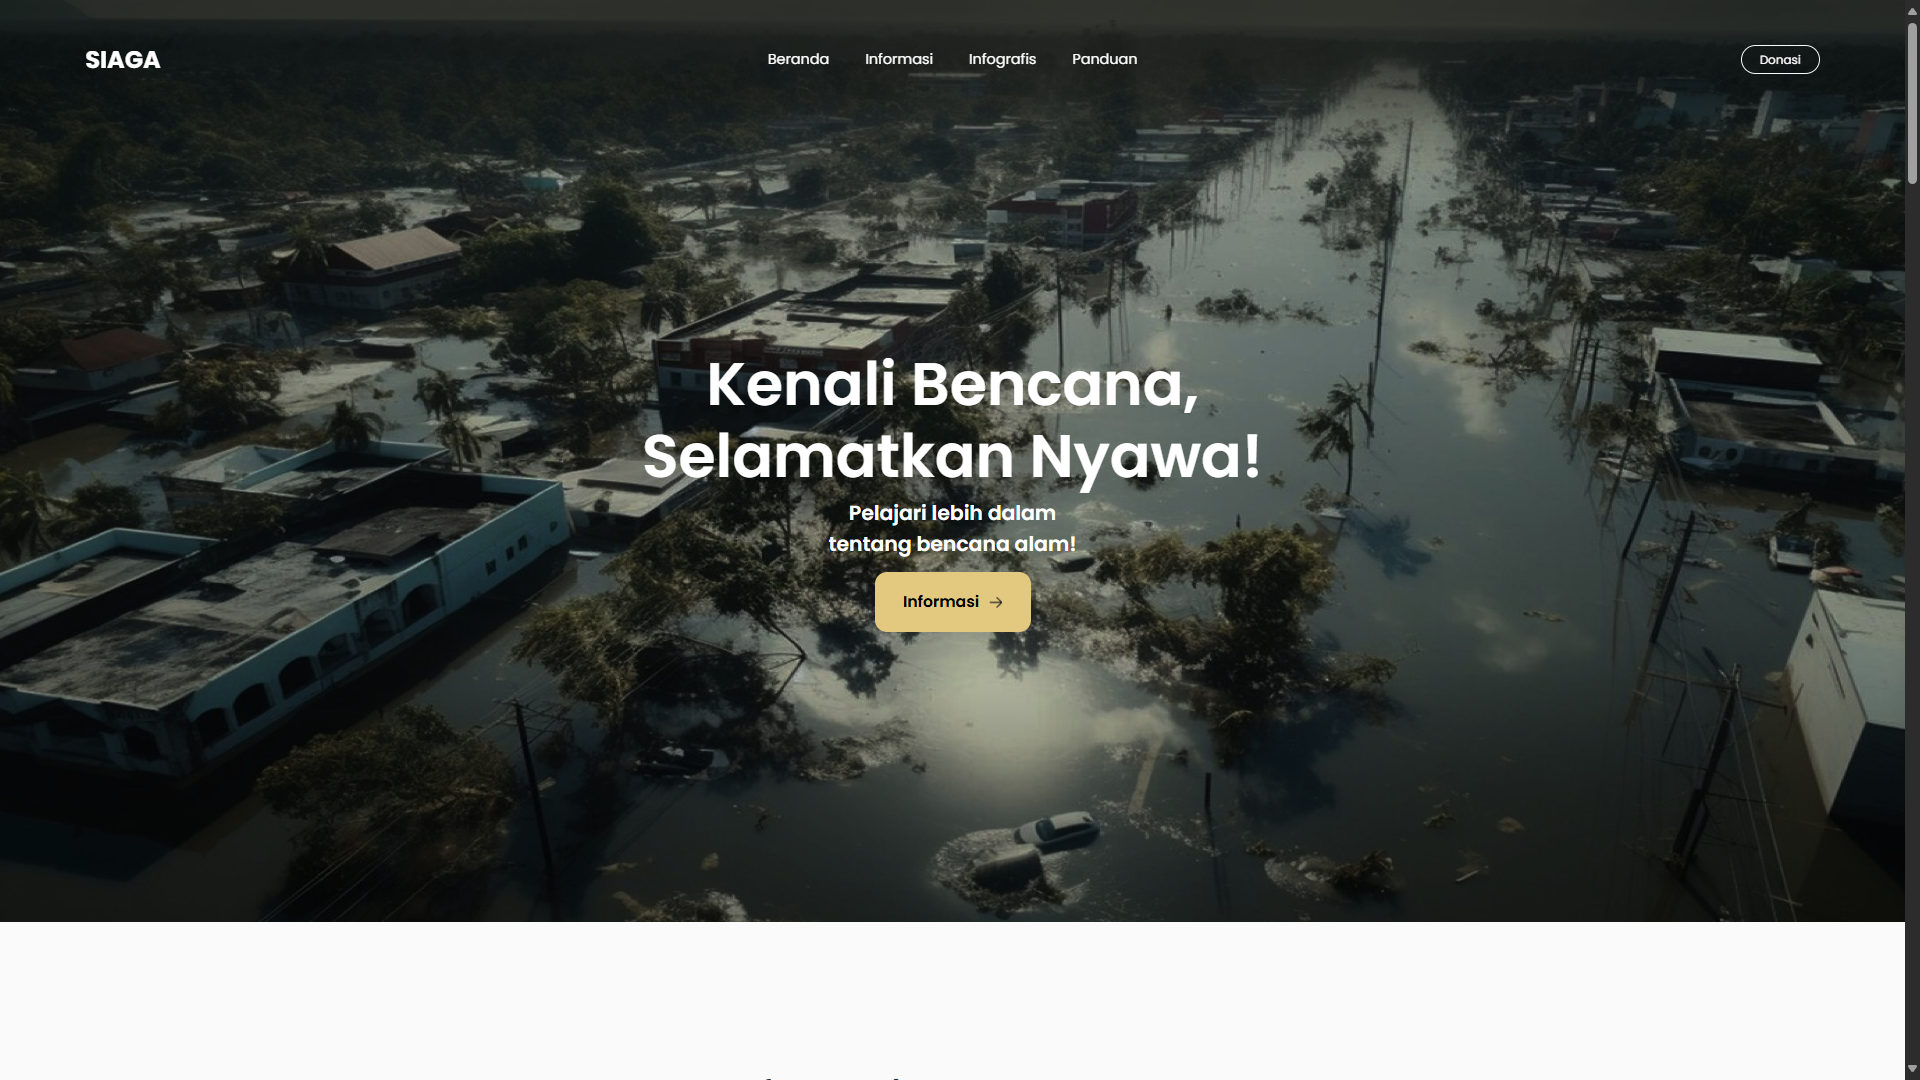 SIAGA
Beranda
Informasi
Infografis
Panduan
Donasi
Kenali Bencana,
Selamatkan Nyawa!
Pelajari lebih dalam
tentang bencana alam!
Informasi →